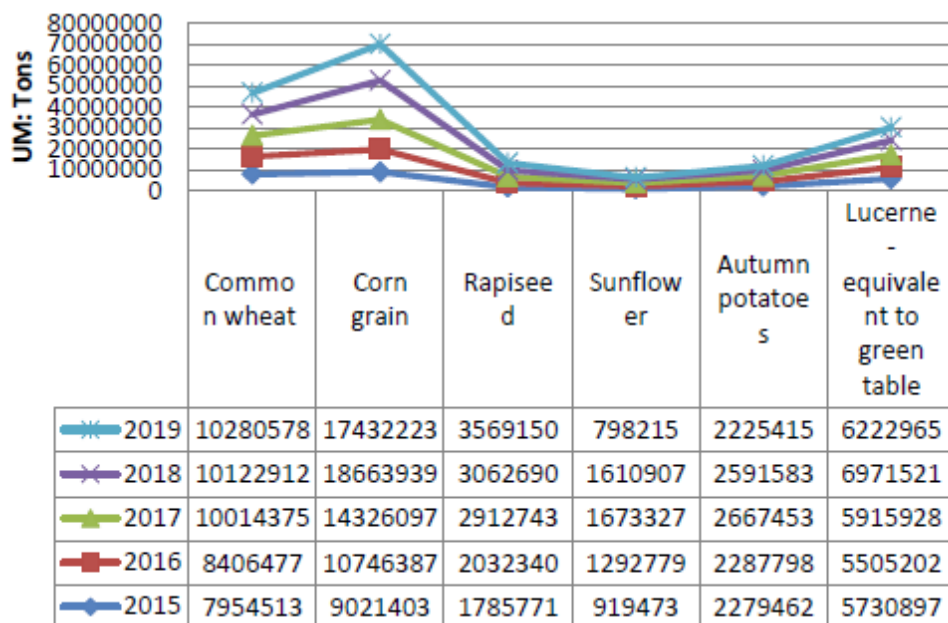 80000000
70000000
60000000
50000000
40000000
30000000
20000000
10000000
0
UM: Tons
Commo
n wheat
Corn
grain
Rapisee
d
Sunflow
er
Autumn
potatoe
s
Lucerne
-
equivale
nt to
green
table
2019 10280578 17432223 3569150 798215 2225415 6222965
2018 10122912 18663939 3062690 1610907 2591583 6971521
2017 10014375 14326097 2912743 1673327 2667453 5915928
2016 8406477 10746387 2032340 1292779 2287798 5505202
2015 7954513 9021403 1785771 919473 2279462 5730897